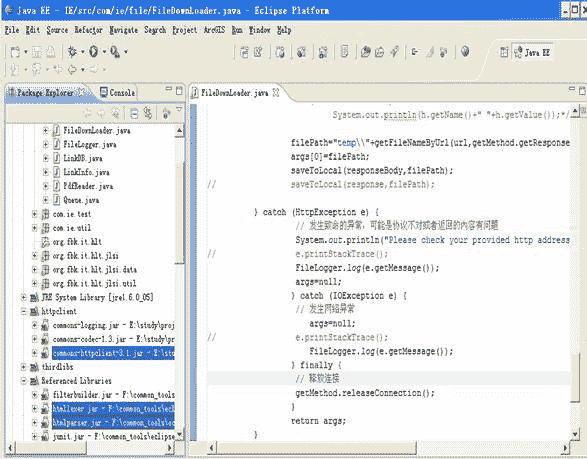 Java EE - IE/src/com/ie/file/FileDownLoader.java - Eclipse Platform
File Edit Source Refactor Navigate Search Project ArcGIS Run Window Help
Java EE
Package Explorer
Console
FileDownLoader.java
FileLogger.java
LinkDB.java
LinkInfo.java
PdfReader.java
Queue.java
com.ie.test
com.ie.util
org.fbk.it.hlt
org.fbk.it.hlt.jlsi
org.fbk.it.hlt.jlsi.data
org.fbk.it.hlt.jlsi.util
JRE System Library [jre1.6.0_05]
httpclient
commons-logging.jar - E:\study\proj
commons-codec-1.3.jar - E:\study\pro
commons-httpclient-3.1.jar - E:\stu
thirdlibs
Referenced Libraries
filterbuilder.jar - F:\common_tools
htmllexer.jar - F:\common_tools\ecl
htmlparser.jar - F:\common_tools\ec
junit.jar - F:\common_tools\eclipse
FileDownLoader.java
System.out.println(h.getName()+" "+h.getValue());*/
filePath="temp\\"+getFileNameByUrl(url,getMethod.getResponse
args[0]=filePath;
saveToLocal(responseBody,filePath);
// saveToLocal(response,filePath);
} catch (HttpException e) {
// 发生致命的异常，可能是协议不对或者返回的内容有问题
System.out.println("Please check your provided http address
// e.printStackTrace();
FileLogger.log(e.getMessage());
args=null;
} catch (IOException e) {
// 发生网络异常
args=null;
// e.printStackTrace();
FileLogger.log(e.getMessage());
} finally {
// 释放连接
getMethod.releaseConnection();
}
return args;
}